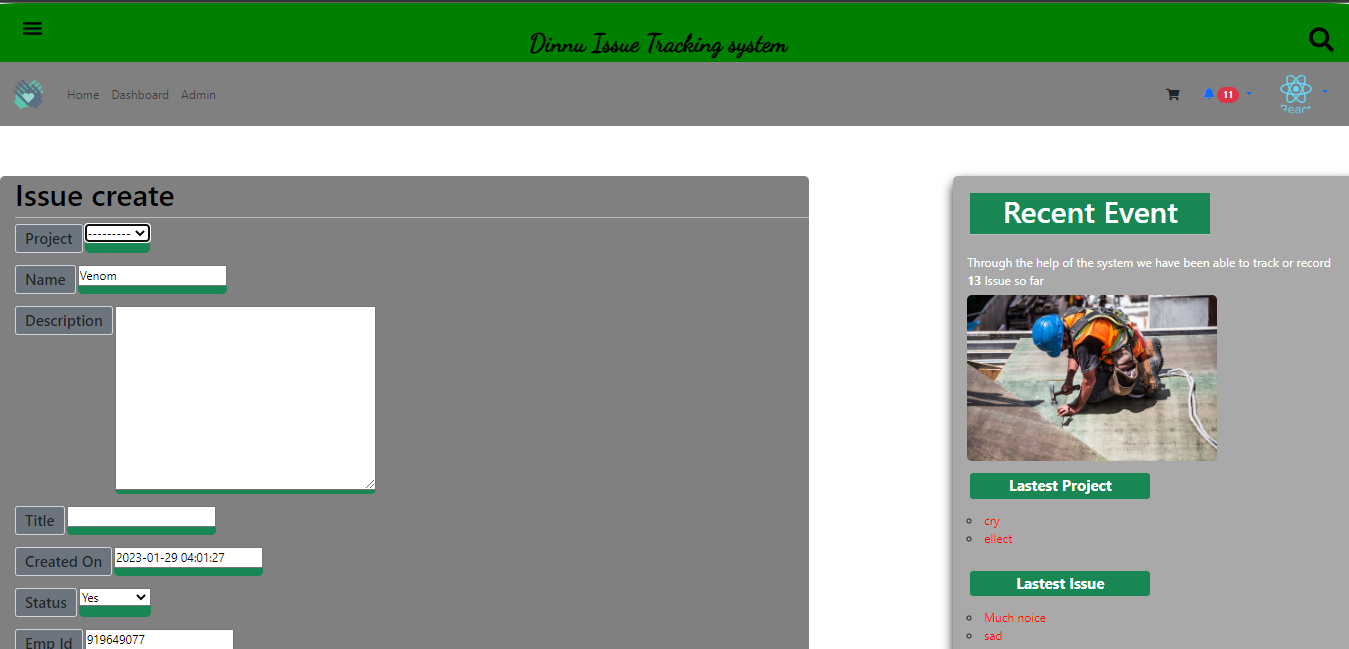 Dinnu Issue Tracking system
Home Dashboard Admin
11
React
Issue create
Project ---------
Name Venom
Description
Title
Created On 2023-01-29 04:01:27
Status Yes
Emp Id 919649077
Recent Event
Through the help of the system we have been able to track or record
13 Issue so far
Lastest Project
cry
ellect
Lastest Issue
Much noice
sad